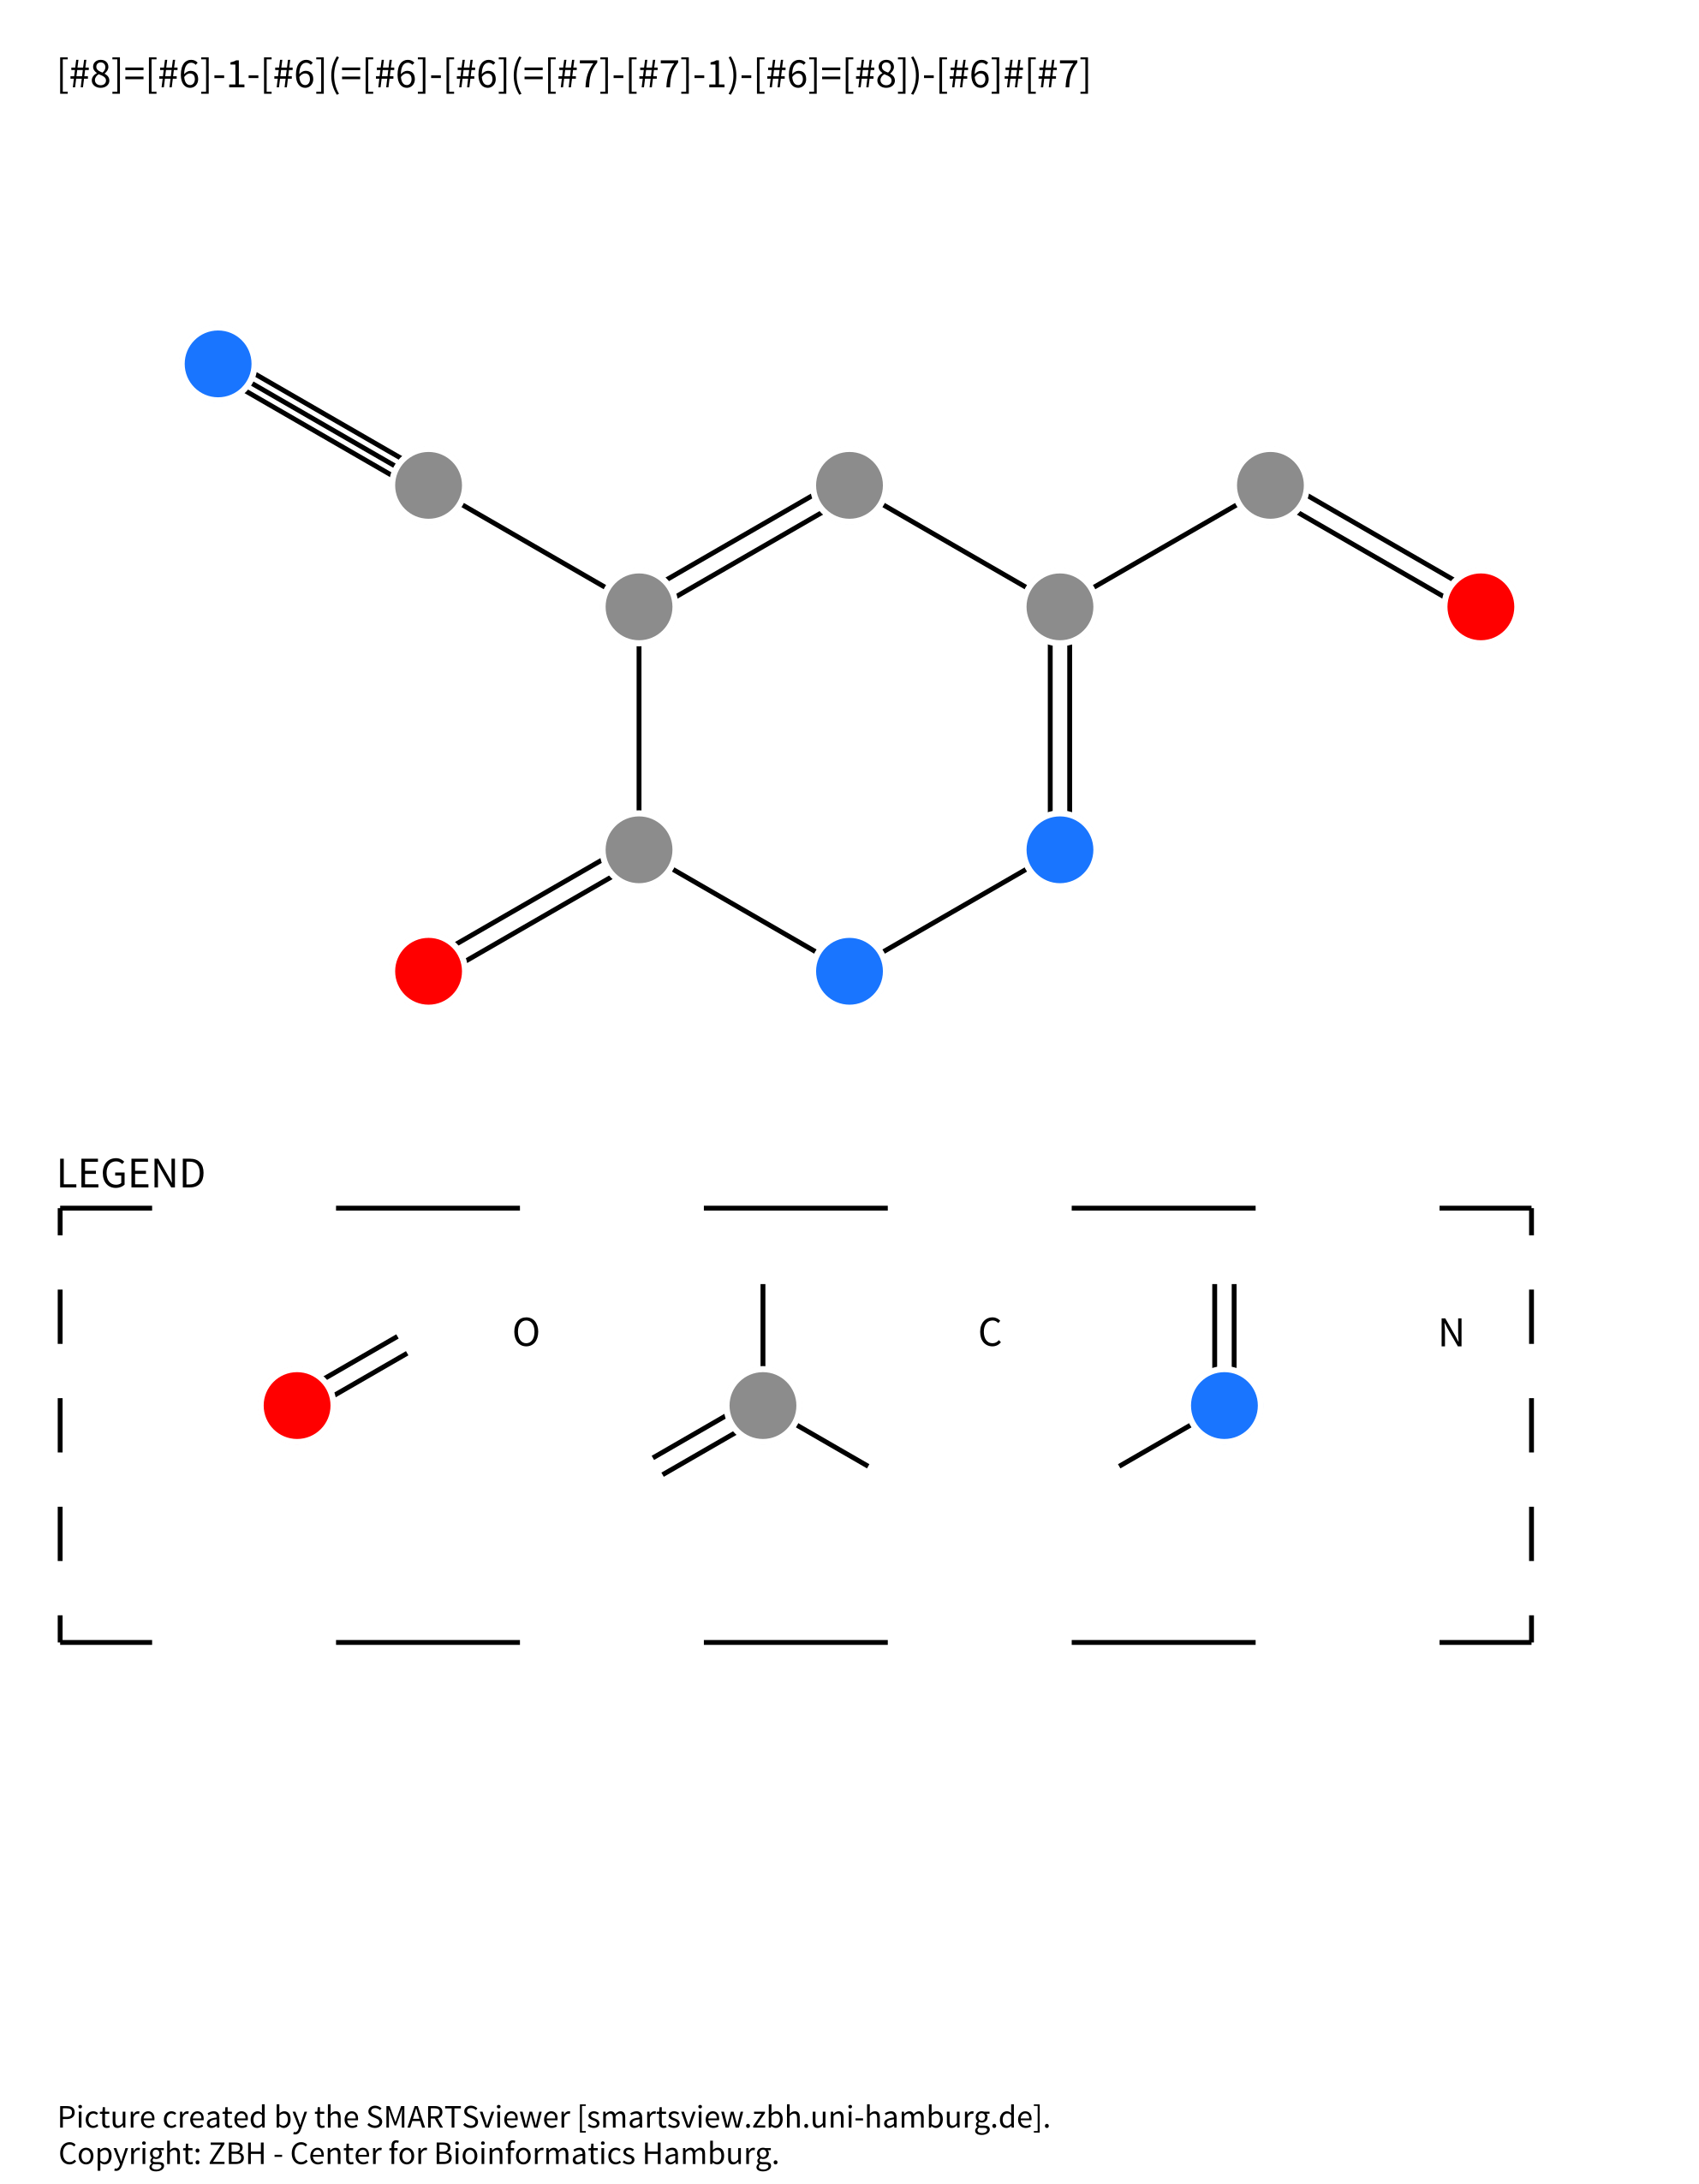 [#8]=[#6]-1-[#6](=[#6]-[#6](=[#7]-[#7]-1)-[#6]=[#8])-[#6]#[#7]
LEGEND
O
C
N
Picture created by the SMARTSviewer [smartsview.zbh.uni-hamburg.de].
Copyright: ZBH - Center for Bioinformatics Hamburg.